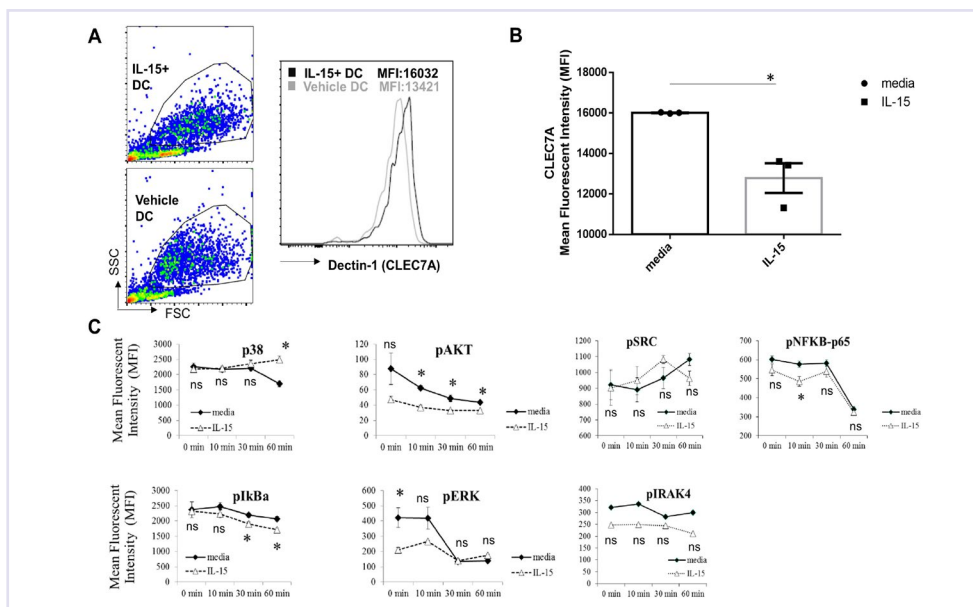 A
IL-15+
DC
Vehicle
DC
SSC
FSC
IL-15+ DC MFI:16032
Vehicle DC MFI:13421
Dectin-1 (CLEC7A)
B
CLEC7A
Mean Fluorescent Intensity (MFI)
18000
16000
14000
12000
10000
*
media
IL-15
media
IL-15
C
Mean Fluorescent
Intensity (MFI)
p38
3000
2500
2000
1500
1000
500
0
*
ns ns ns
media
IL-15
0 min 10 min 30 min 60 min
pAKT
120
100
80
60
40
20
0
ns * * *
media
IL-15
0 min 10 min 30 min 60 min
pSRC
1100
1000
900
800
700
600
ns ns ns ns
media
IL-15
0 min 10 min 30 min 60 min
pNFKB-p65
700
600
500
400
300
200
ns * ns ns
media
IL-15
0 min 10 min 30 min 60 min
Mean Fluorescent
Intensity (MFI)
pIkBa
3000
2500
2000
1500
1000
500
0
ns ns * *
media
IL-15
0 min 10 min 30 min 60 min
pERK
600
500
400
300
200
100
0
* ns ns ns
media
IL-15
0 min 10 min 30 min 60 min
pIRAK4
400
350
300
250
200
150
100
50
0
ns ns ns ns
media
IL-15
0 min 10 min 30 min 60 min